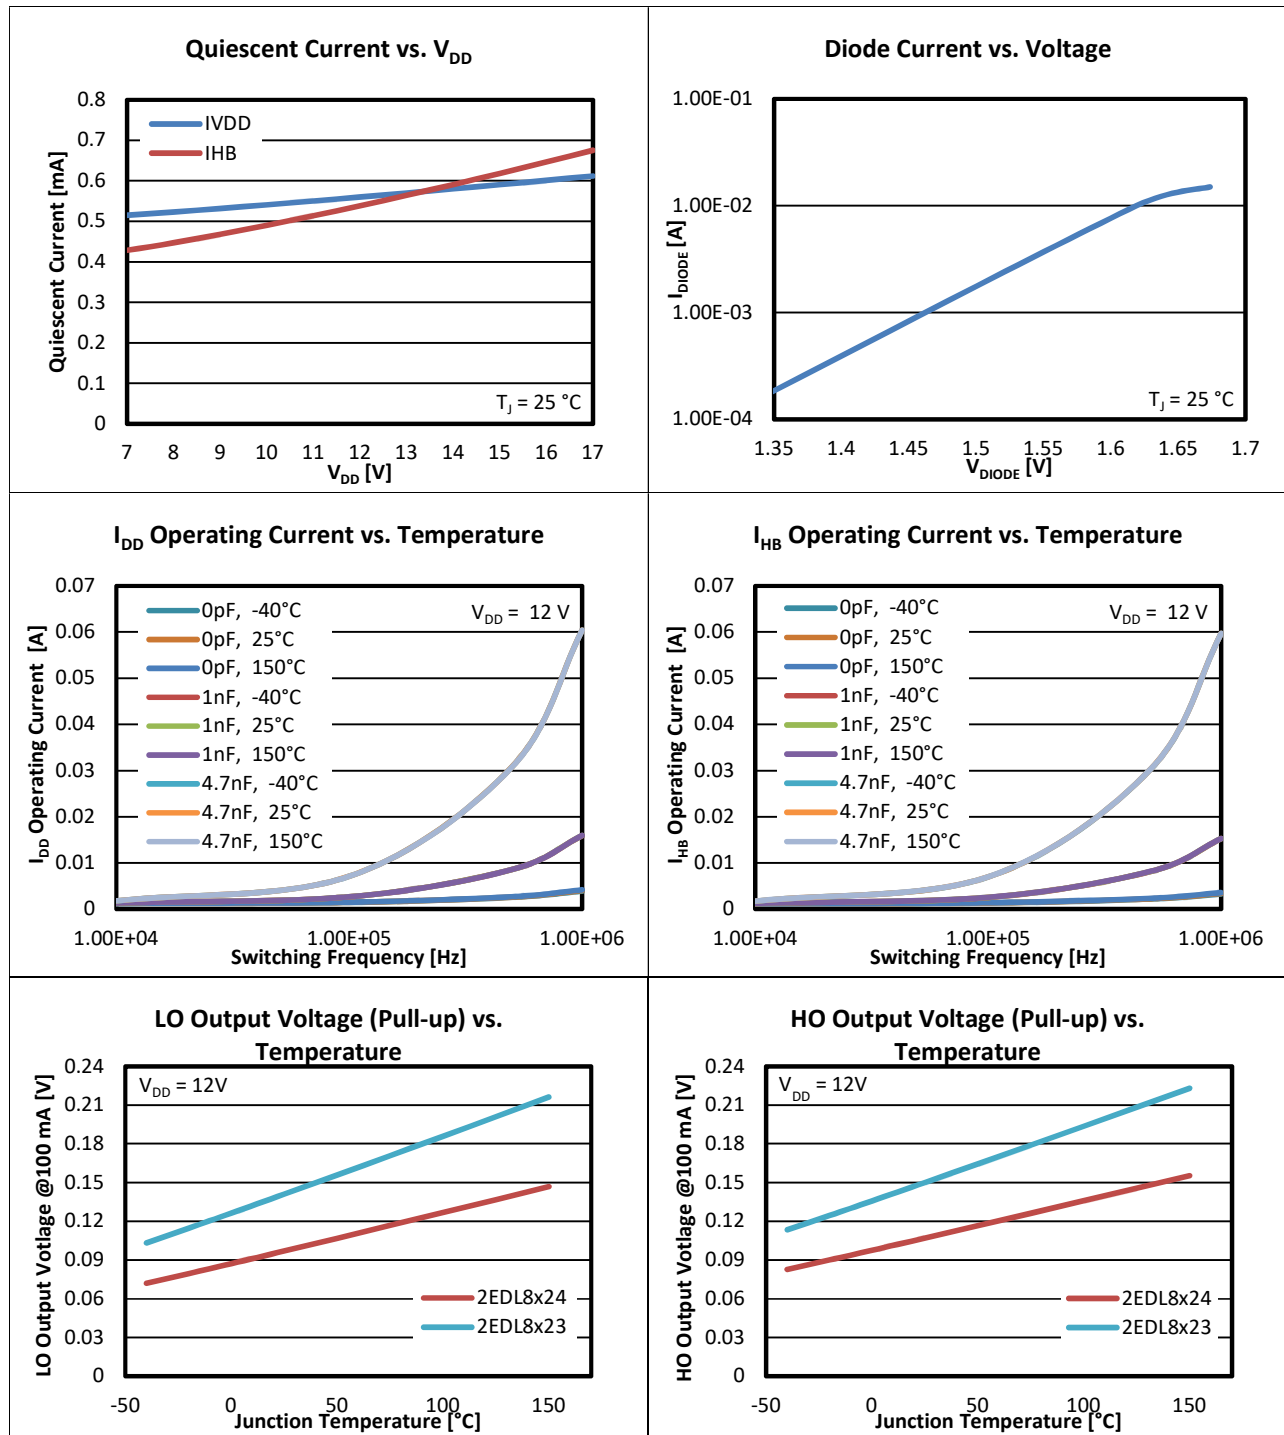 Quiescent Current vs. VDD
Quiescent Current [mA]
0.8
0.7
0.6
0.5
0.4
0.3
0.2
0.1
0
IVDD
IHB
TJ = 25 °C
7 8 9 10 11 12 13 14 15 16 17
VDD [V]
Diode Current vs. Voltage
IDIODE [A]
1.00E-01
1.00E-02
1.00E-03
1.00E-04
TJ = 25 °C
1.35 1.4 1.45 1.5 1.55 1.6 1.65 1.7
VDIODE [V]
IDD Operating Current vs. Temperature
IDD Operating Current [A]
0.07
0.06
0.05
0.04
0.03
0.02
0.01
0
0pF, -40°C
0pF, 25°C
0pF, 150°C
1nF, -40°C
1nF, 25°C
1nF, 150°C
4.7nF, -40°C
4.7nF, 25°C
4.7nF, 150°C
VDD = 12 V
1.00E+04 1.00E+05 1.00E+06
Switching Frequency [Hz]
IHB Operating Current vs. Temperature
IHB Operating Current [A]
0.07
0.06
0.05
0.04
0.03
0.02
0.01
0
0pF, -40°C
0pF, 25°C
0pF, 150°C
1nF, -40°C
1nF, 25°C
1nF, 150°C
4.7nF, -40°C
4.7nF, 25°C
4.7nF, 150°C
VDD = 12 V
1.00E+04 1.00E+05 1.00E+06
Switching Frequency [Hz]
LO Output Voltage (Pull-up) vs.
Temperature
LO Output Votlage @100 mA [V]
0.24
0.21
0.18
0.15
0.12
0.09
0.06
0.03
0
VDD = 12V
2EDL8x24
2EDL8x23
-50 0 50 100 150
Junction Temperature [°C]
HO Output Voltage (Pull-up) vs.
Temperature
HO Output Votlage @100 mA [V]
0.24
0.21
0.18
0.15
0.12
0.09
0.06
0.03
0
VDD = 12V
2EDL8x24
2EDL8x23
-50 0 50 100 150
Junction Temperature [°C]